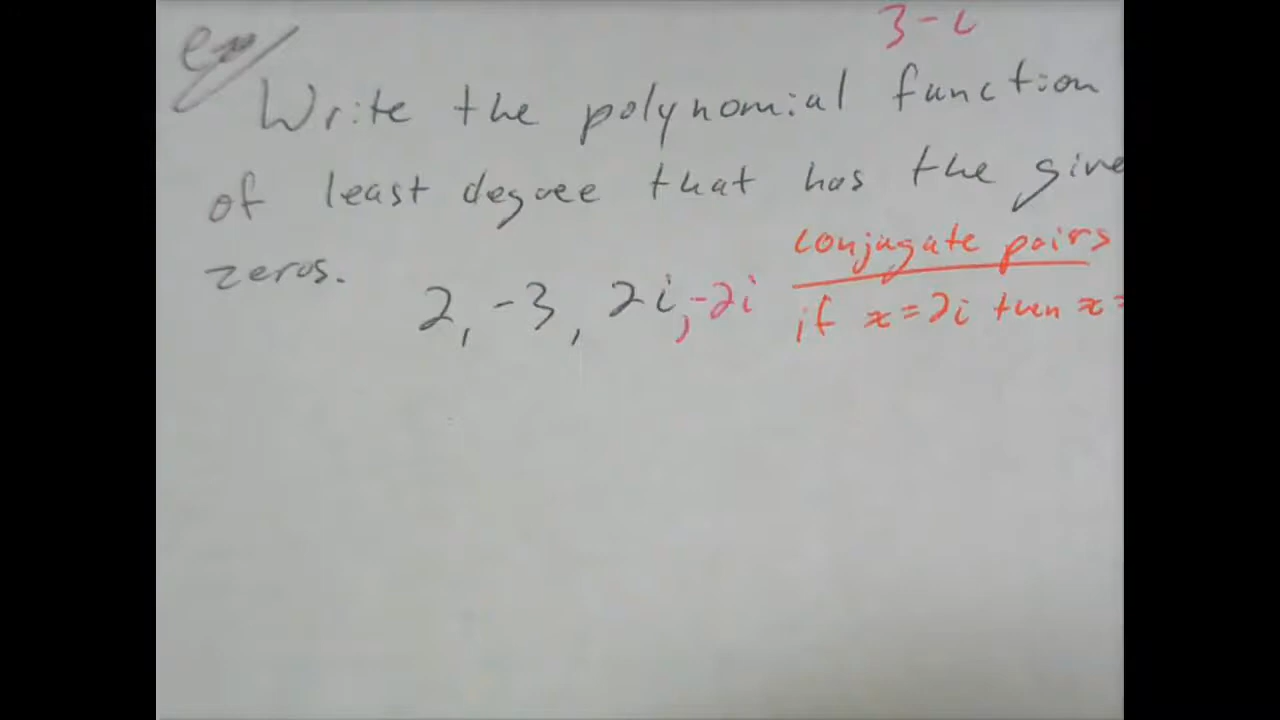 3-i
ex
Write the polynomial function
of least degree that has the give
zeros.
conjugate pairs
2, -3, 2i, -2i
if x=2i then x=